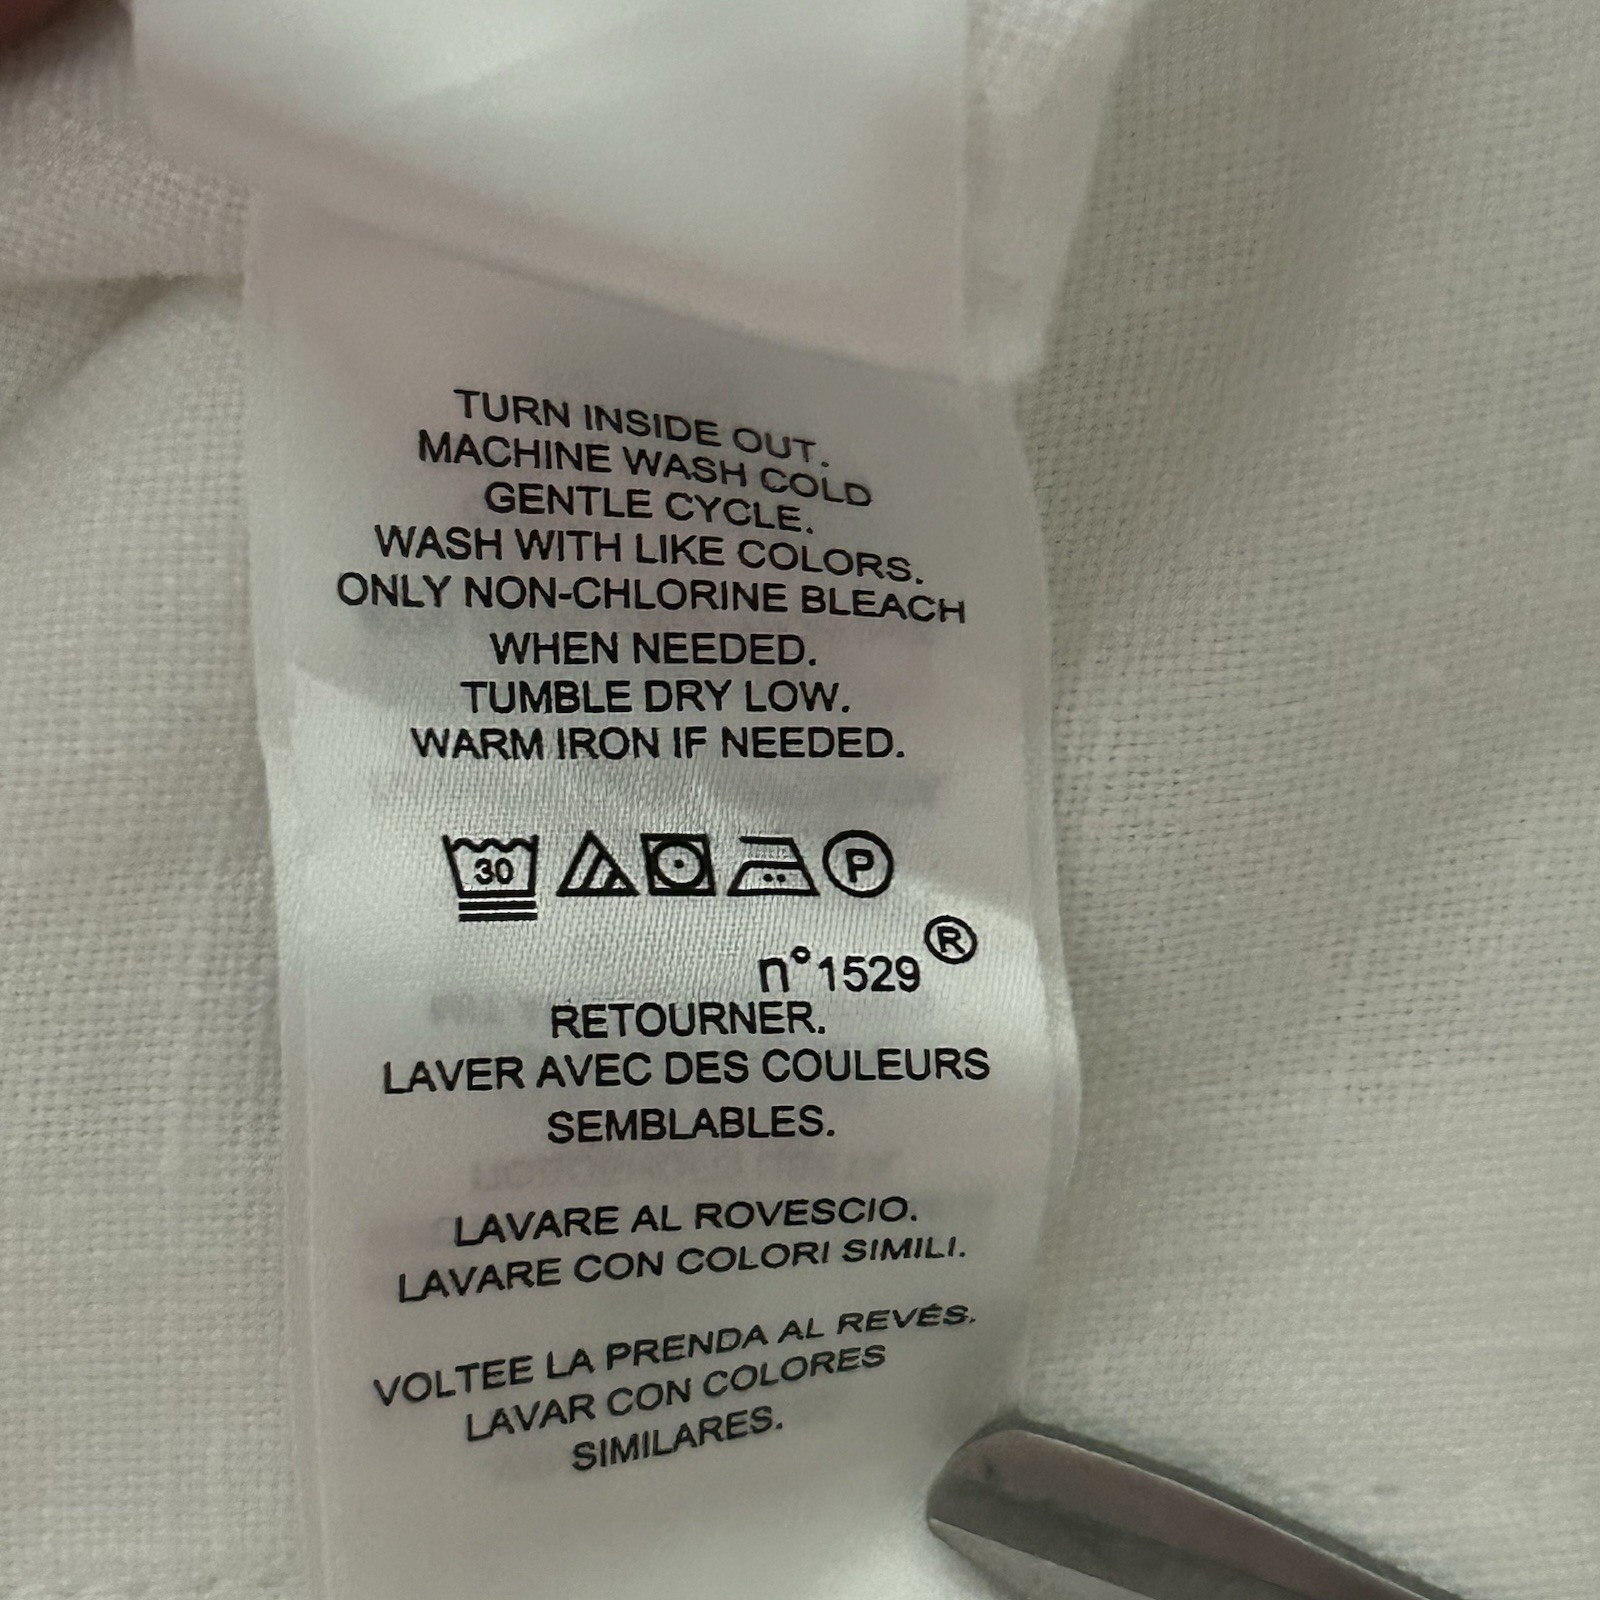 TURN INSIDE OUT.
MACHINE WASH COLD
GENTLE CYCLE.
WASH WITH LIKE COLORS.
ONLY NON-CHLORINE BLEACH
WHEN NEEDED.
TUMBLE DRY LOW.
WARM IRON IF NEEDED.
30 P
n°1529®
RETOURNER.
LAVER AVEC DES COULEURS
SEMBLABLES.
LAVARE AL ROVESCIO.
LAVARE CON COLORI SIMILI.
VOLTEE LA PRENDA AL REVÉS.
LAVAR CON COLORES
SIMILARES.